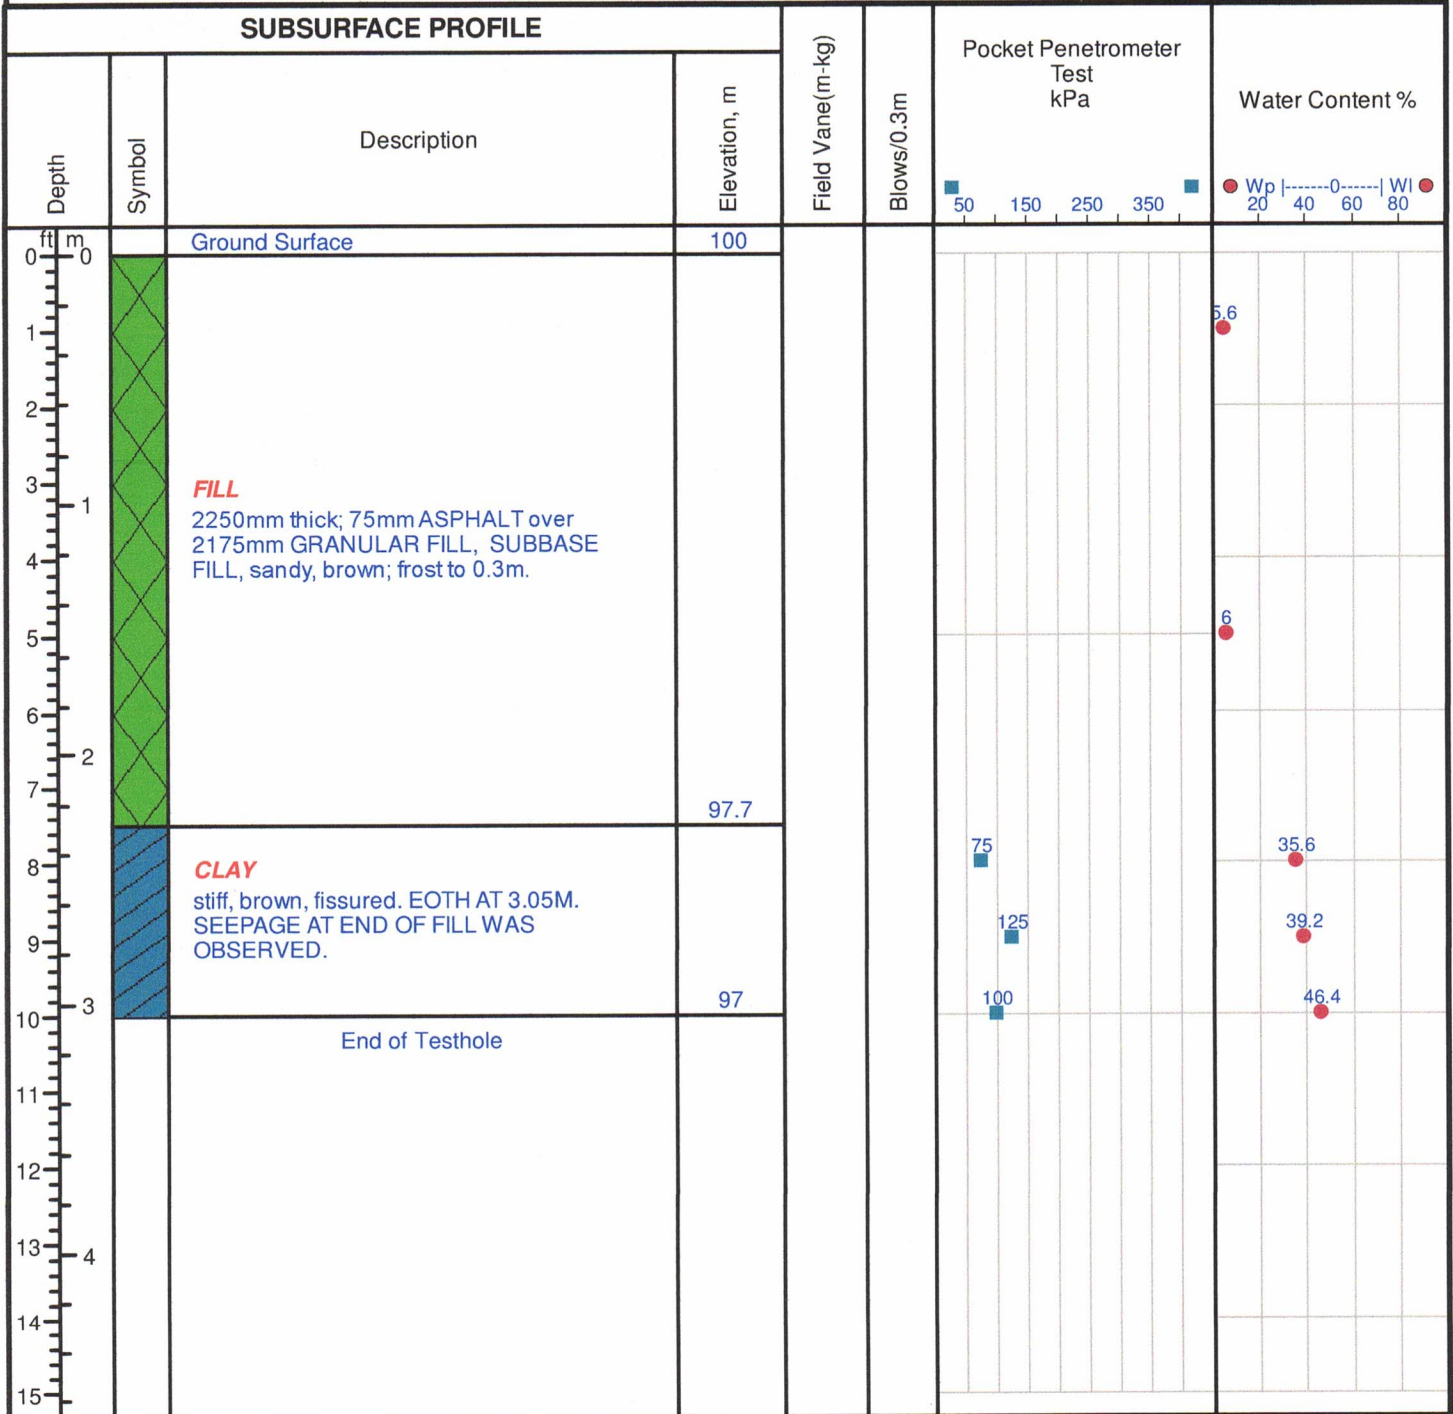 SUBSURFACE PROFILE
Depth
Symbol
Description
Elevation, m
Field Vane(m-kg)
Blows/0.3m
Pocket Penetrometer
Test
kPa
50 150 250 350
Water Content %
Wp |-------0------| Wl
20 40 60 80
ft m
Ground Surface
100
0 0
5.6
1
2
3
FILL
1
2250mm thick; 75mm ASPHALT over
2175mm GRANULAR FILL, SUBBASE
4
FILL, sandy, brown; frost to 0.3m.
6
5
6
2
7
97.7
75
35.6
8
CLAY
stiff, brown, fissured. EOTH AT 3.05M.
SEEPAGE AT END OF FILL WAS
125
39.2
9
OBSERVED.
97
100
46.4
3
10
End of Testhole
11
12
13
4
14
15